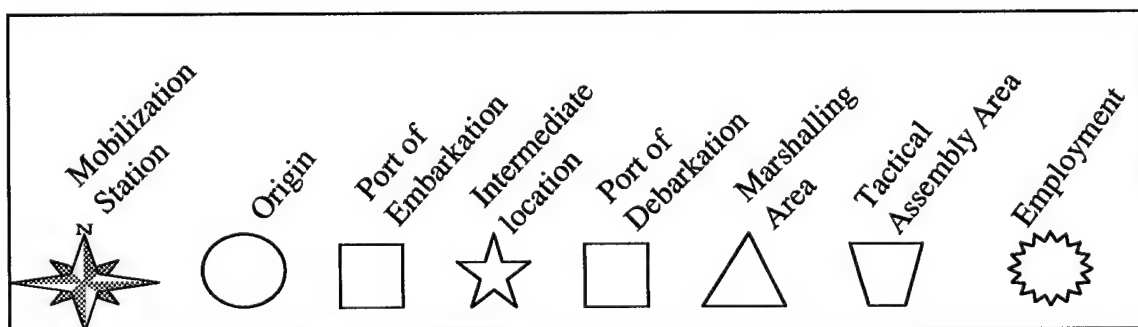 Mobilization
Station
Origin
Port of
Embarkation
Intermediate
location
Port of
Debarkation
Marshalling
Area
Tactical
Assembly Area
Employment
N